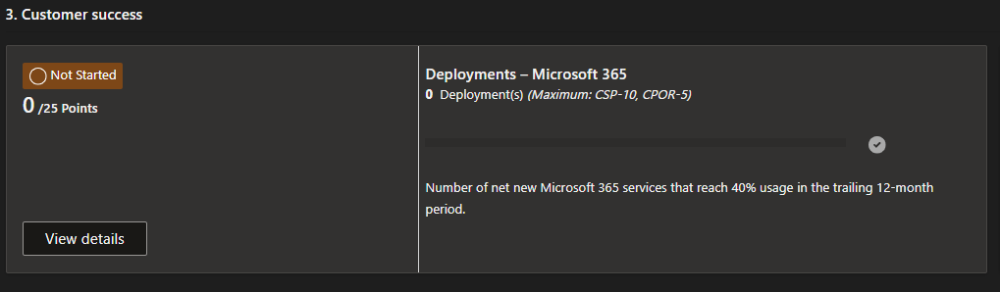 3. Customer success
Not Started
0 /25 Points
View details
Deployments – Microsoft 365
0 Deployment(s) (Maximum: CSP-10, CPOR-5)
Number of net new Microsoft 365 services that reach 40% usage in the trailing 12-month
period.